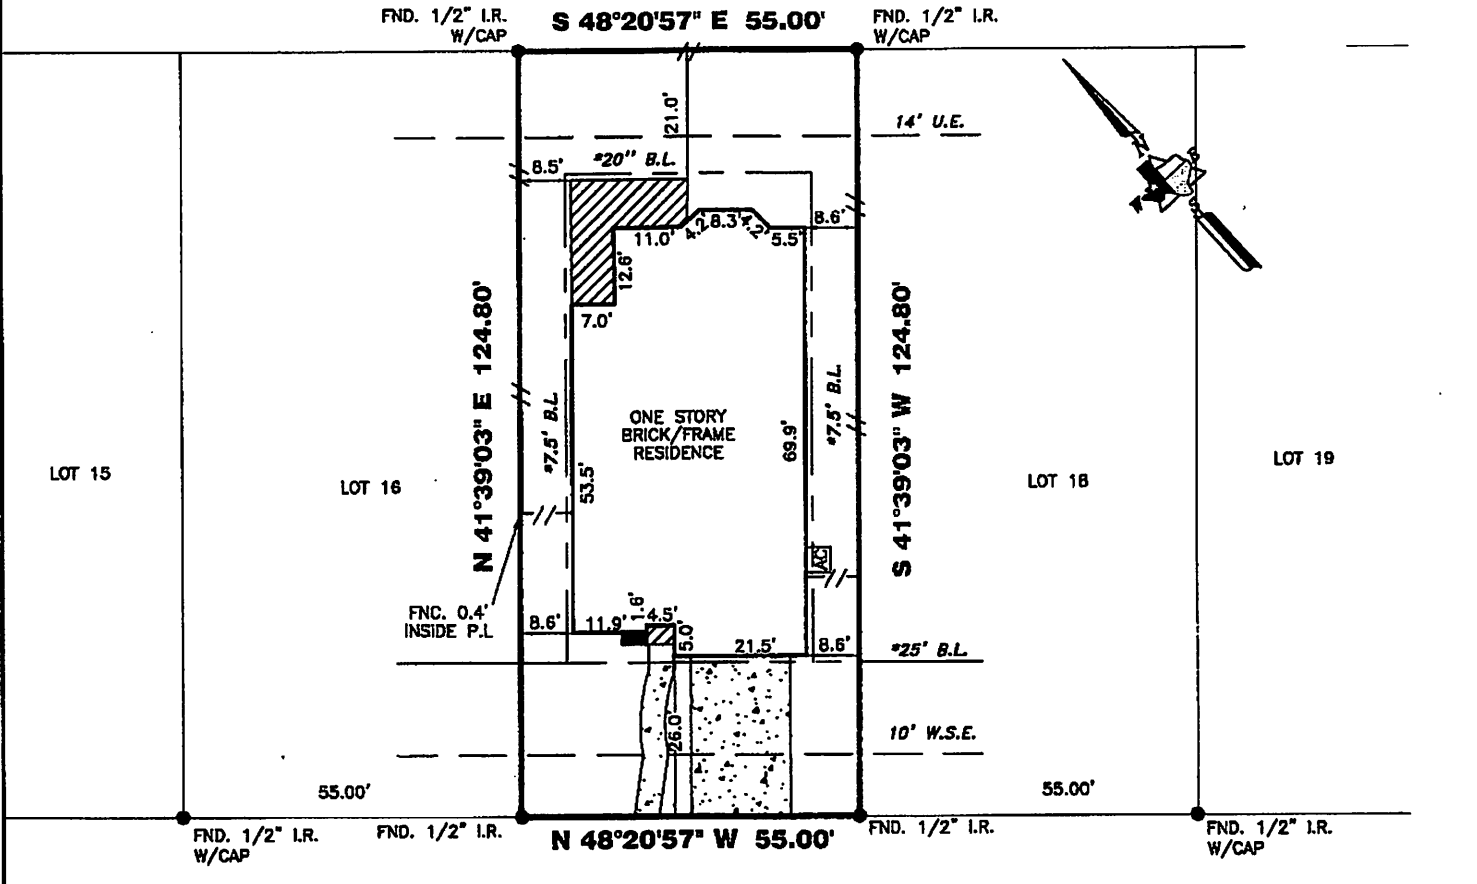 FND. 1/2" I.R.
W/CAP
S 48°20'57" E 55.00'
FND. 1/2" I.R.
W/CAP
21.0'
14' U.E.
8.5'
*20'' B.L.
N
S
11.0'
4.2'
8.3'
4.2'
5.5'
8.6'
12.6'
7.0'
N 41°39'03" E 124.80'
*7.5' B.L.
53.5'
ONE STORY
BRICK/FRAME
RESIDENCE
69.9'
*7.5' B.L.
S 41°39'03" W 124.80'
LOT 15
LOT 16
LOT 18
LOT 19
AC
FNC. 0.4'
INSIDE P.L
8.6'
11.9'
1.6'
4.5'
5.0'
21.5'
8.6'
*25' B.L.
26.0'
10' W.S.E.
55.00'
55.00'
FND. 1/2" I.R.
W/CAP
FND. 1/2" I.R.
N 48°20'57" W 55.00'
FND. 1/2" I.R.
FND. 1/2" I.R.
W/CAP